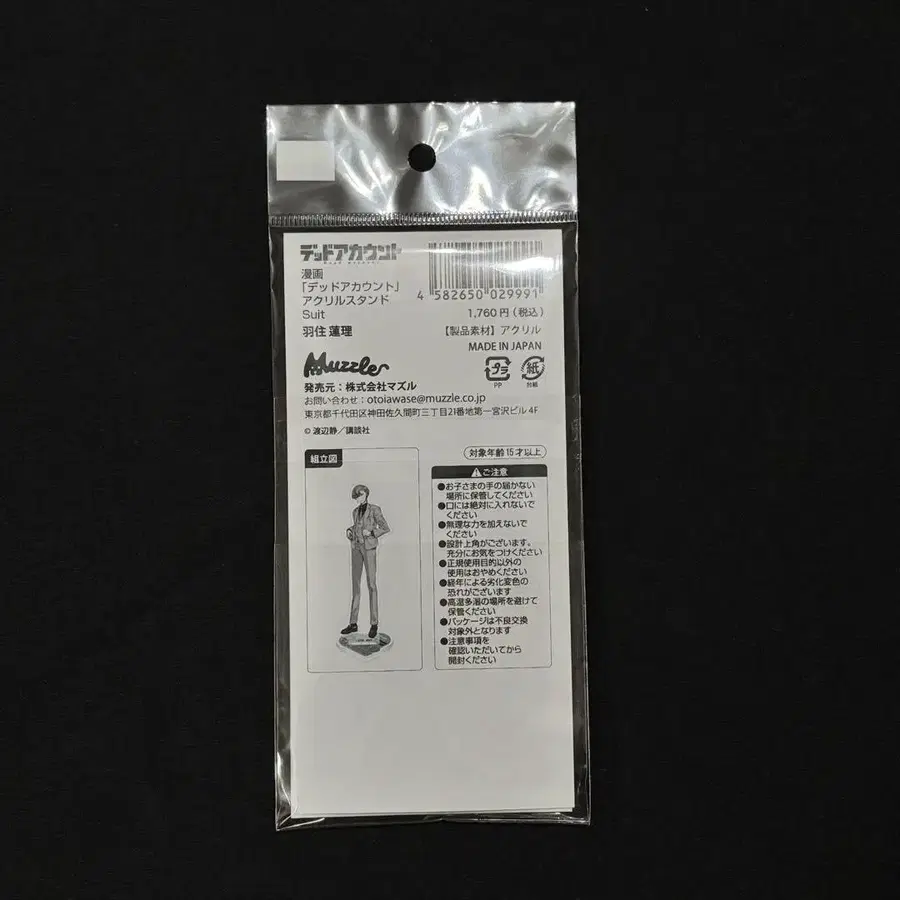 デッドアカウント
漫画
「デッドアカウント」
アクリルスタンド
Suit
羽住 蓮理
4 582650 029991
1,760円(税込)
【製品素材】アクリル
MADE IN JAPAN
Muzzle
プラ
PP
紙
台紙
発売元:株式会社マズル
お問い合わせ:otoiawase@muzzle.co.jp
東京都千代田区神田佐久間町三丁目21番地第一宮沢ビル 4F
© 渡辺静/講談社
組立図
対象年齢 15才以上
ご注意
●お子さまの手の届かない
場所に保管してください
●口には絶対に入れないで
ください
●無理な力を加えないで
ください
●設計上角がございます。
充分にお気をつけください
●正規使用目的以外の
使用はおやめください
●経年による劣化変色の
恐れがございます
●高温多湿の場所を避けて
保管ください
●パッケージは不良交換
対象外となります
●注意事項を
確認いただいてから
開封ください